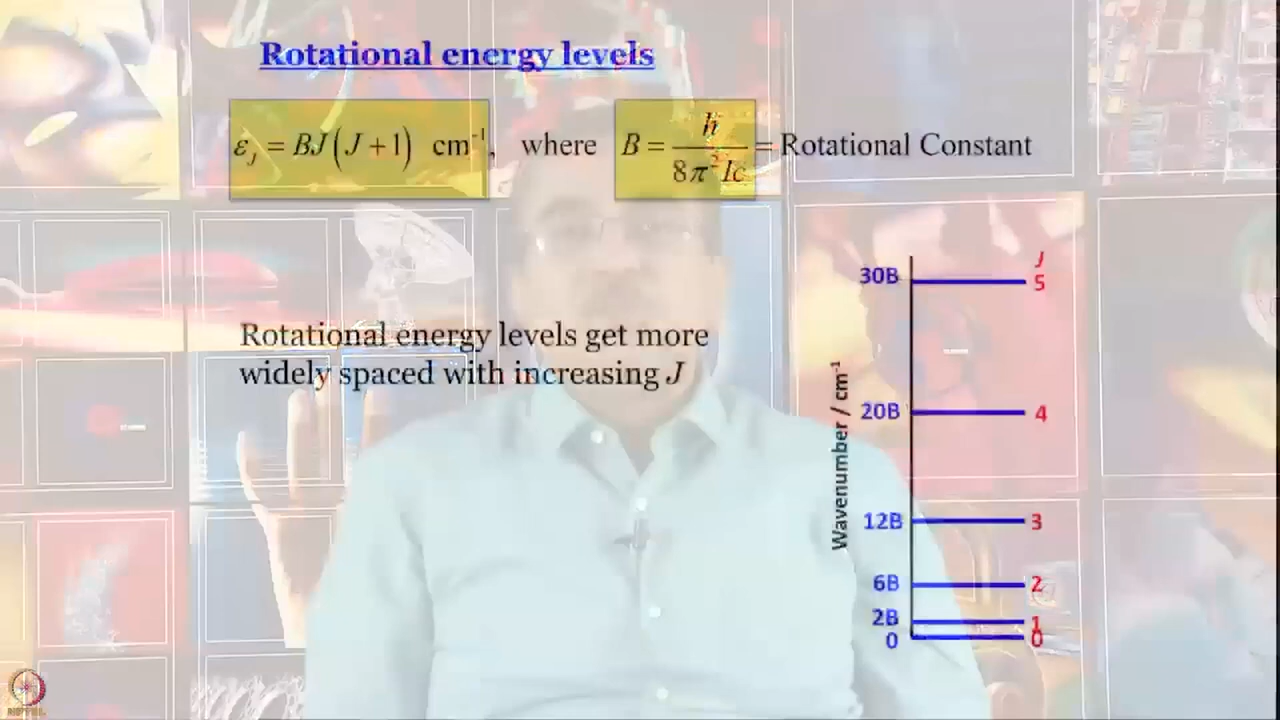 Rotational energy levels
ε_J = BJ(J+1) cm⁻¹, where B = ℏ / 8π²Ic = Rotational Constant
Rotational energy levels get more
widely spaced with increasing J
Wavenumber / cm⁻¹
J
30B 5
20B 4
12B 3
6B 2
2B 1
0 0
NPTEL